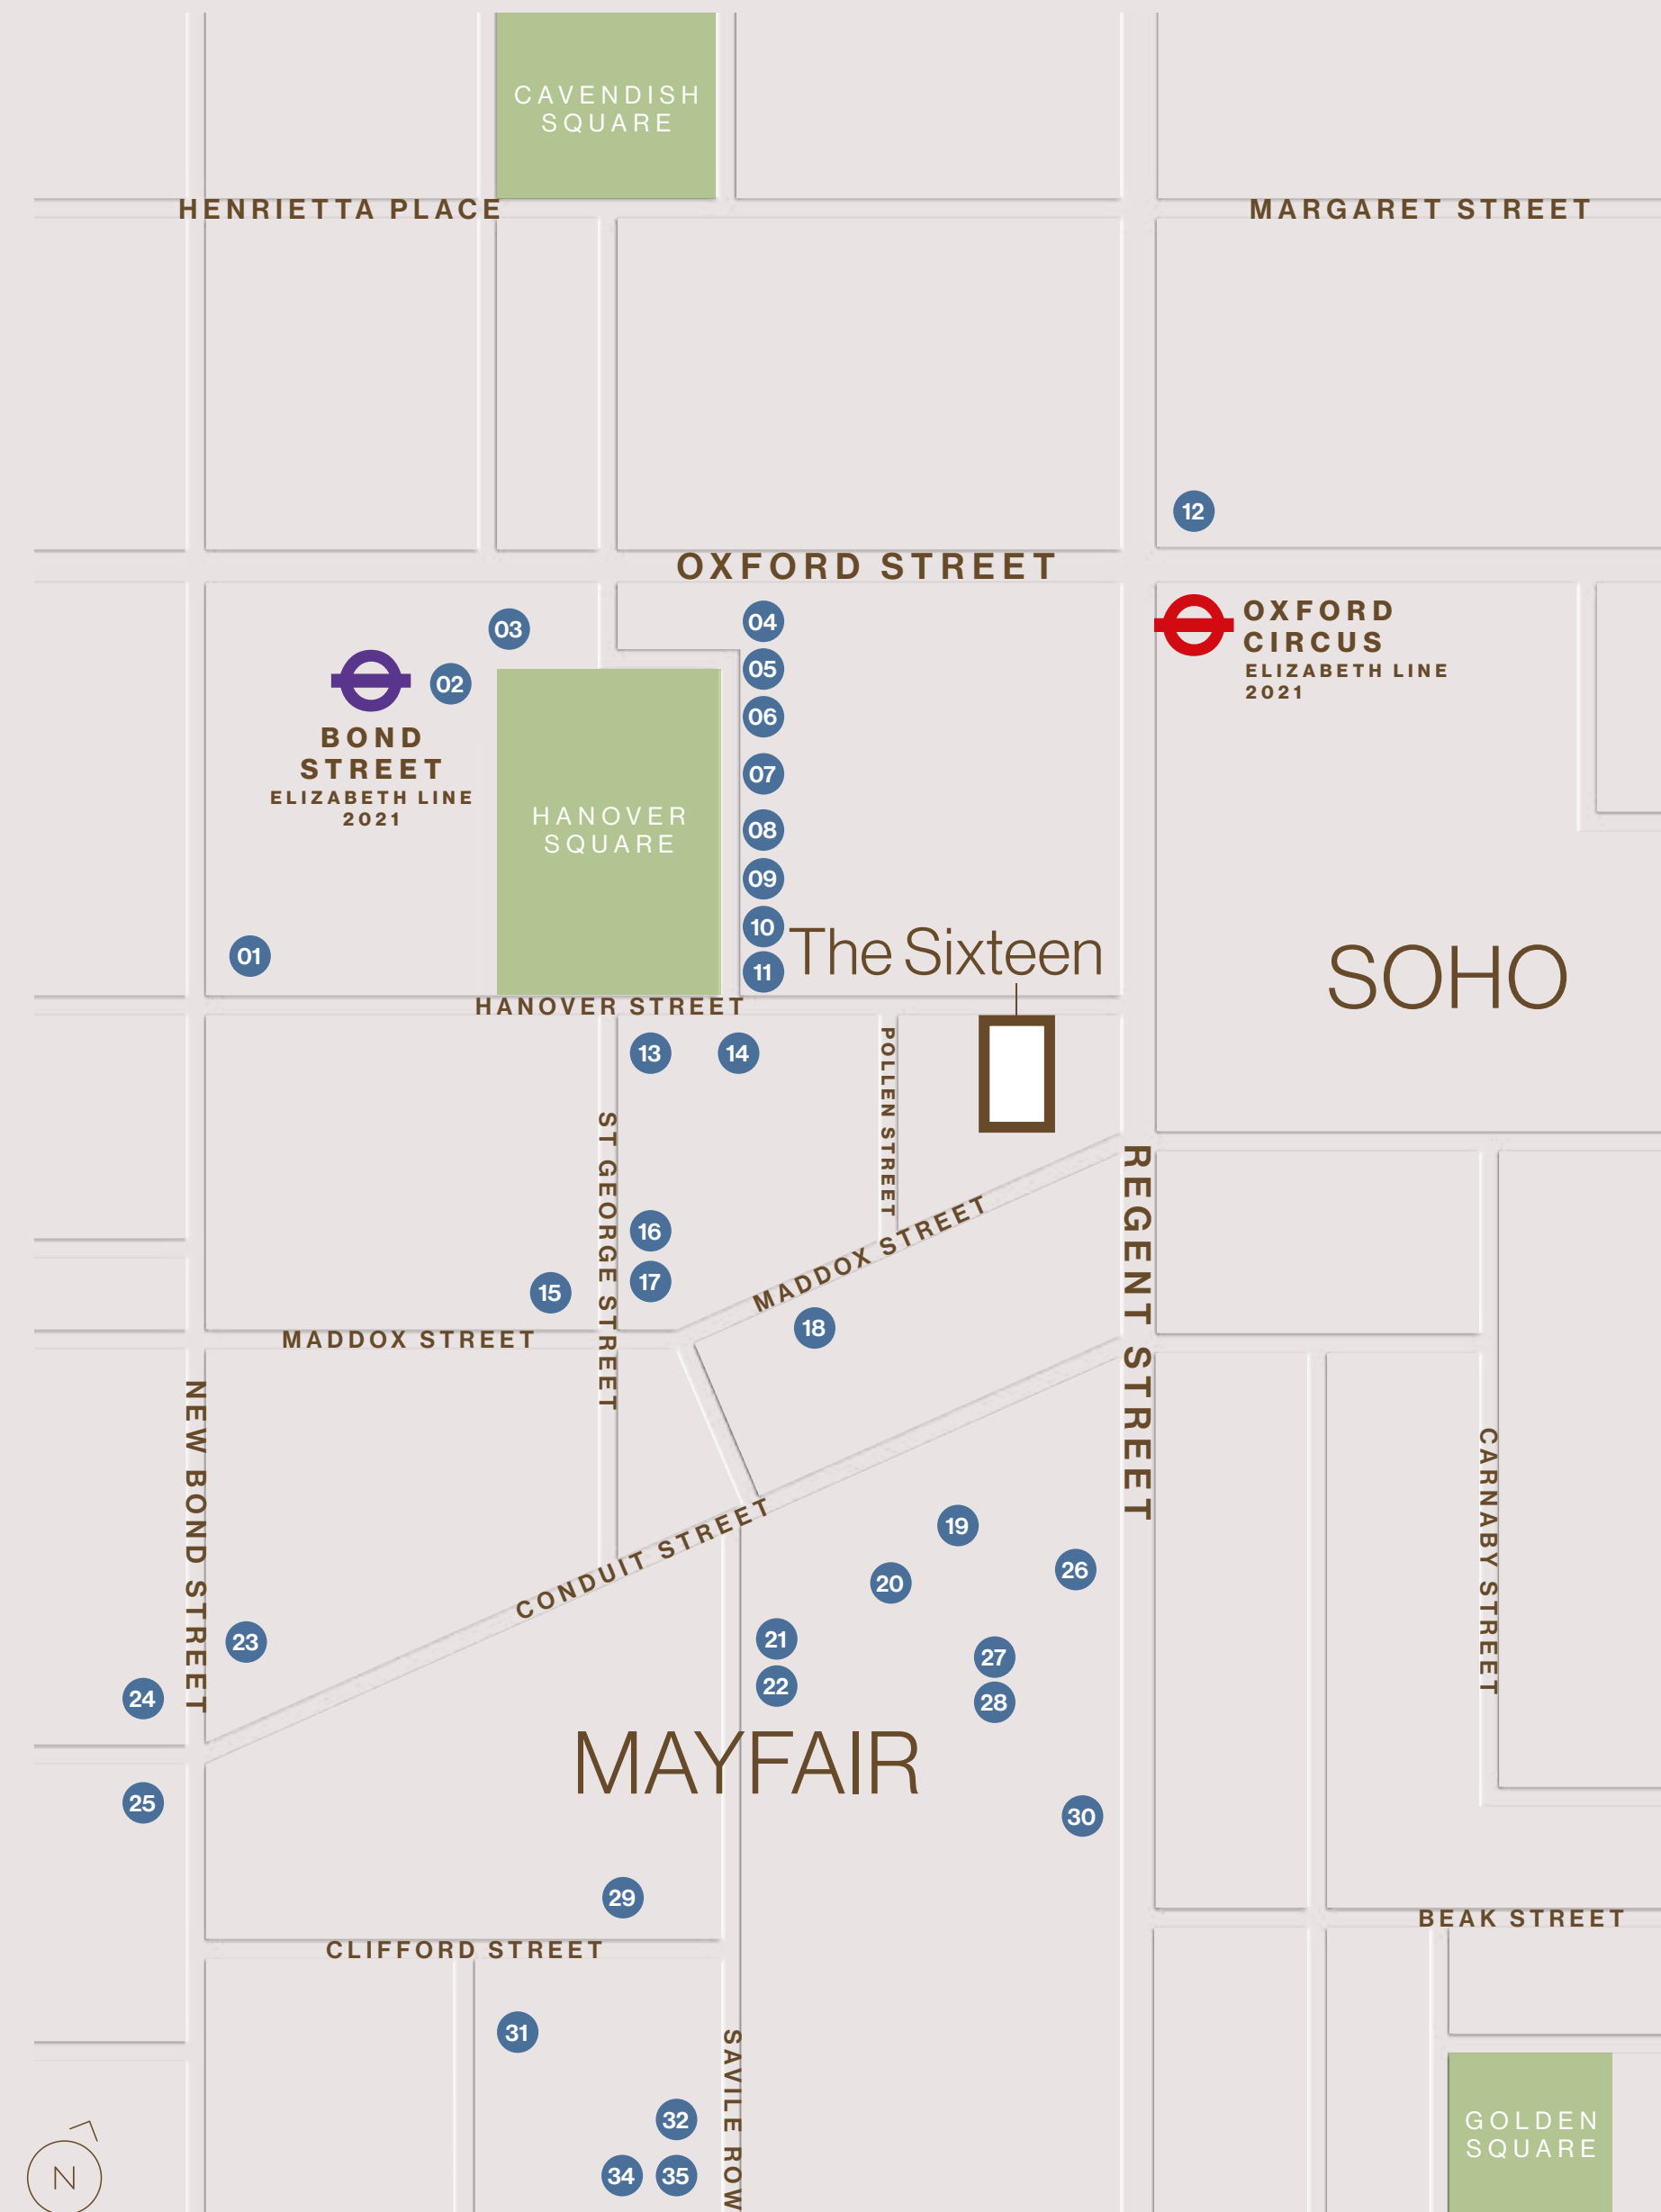 CAVENDISH
SQUARE
HENRIETTA PLACE
MARGARET STREET
12
OXFORD STREET
03
04
OXFORD
CIRCUS
ELIZABETH LINE
2021
02
05
06
BOND
STREET
ELIZABETH LINE
2021
07
HANOVER
SQUARE
08
09
10
The Sixteen
01
11
SOHO
HANOVER STREET
13
14
POLLEN STREET
ST GEORGE STREET
16
17
15
MADDOX STREET
18
MADDOX STREET
REGENT STREET
NEW BOND STREET
CARNABY STREET
CONDUIT STREET
19
20
26
21
22
23
27
28
24
MAYFAIR
25
30
29
BEAK STREET
CLIFFORD STREET
31
SAVILE ROW
32
34
35
GOLDEN
SQUARE
N